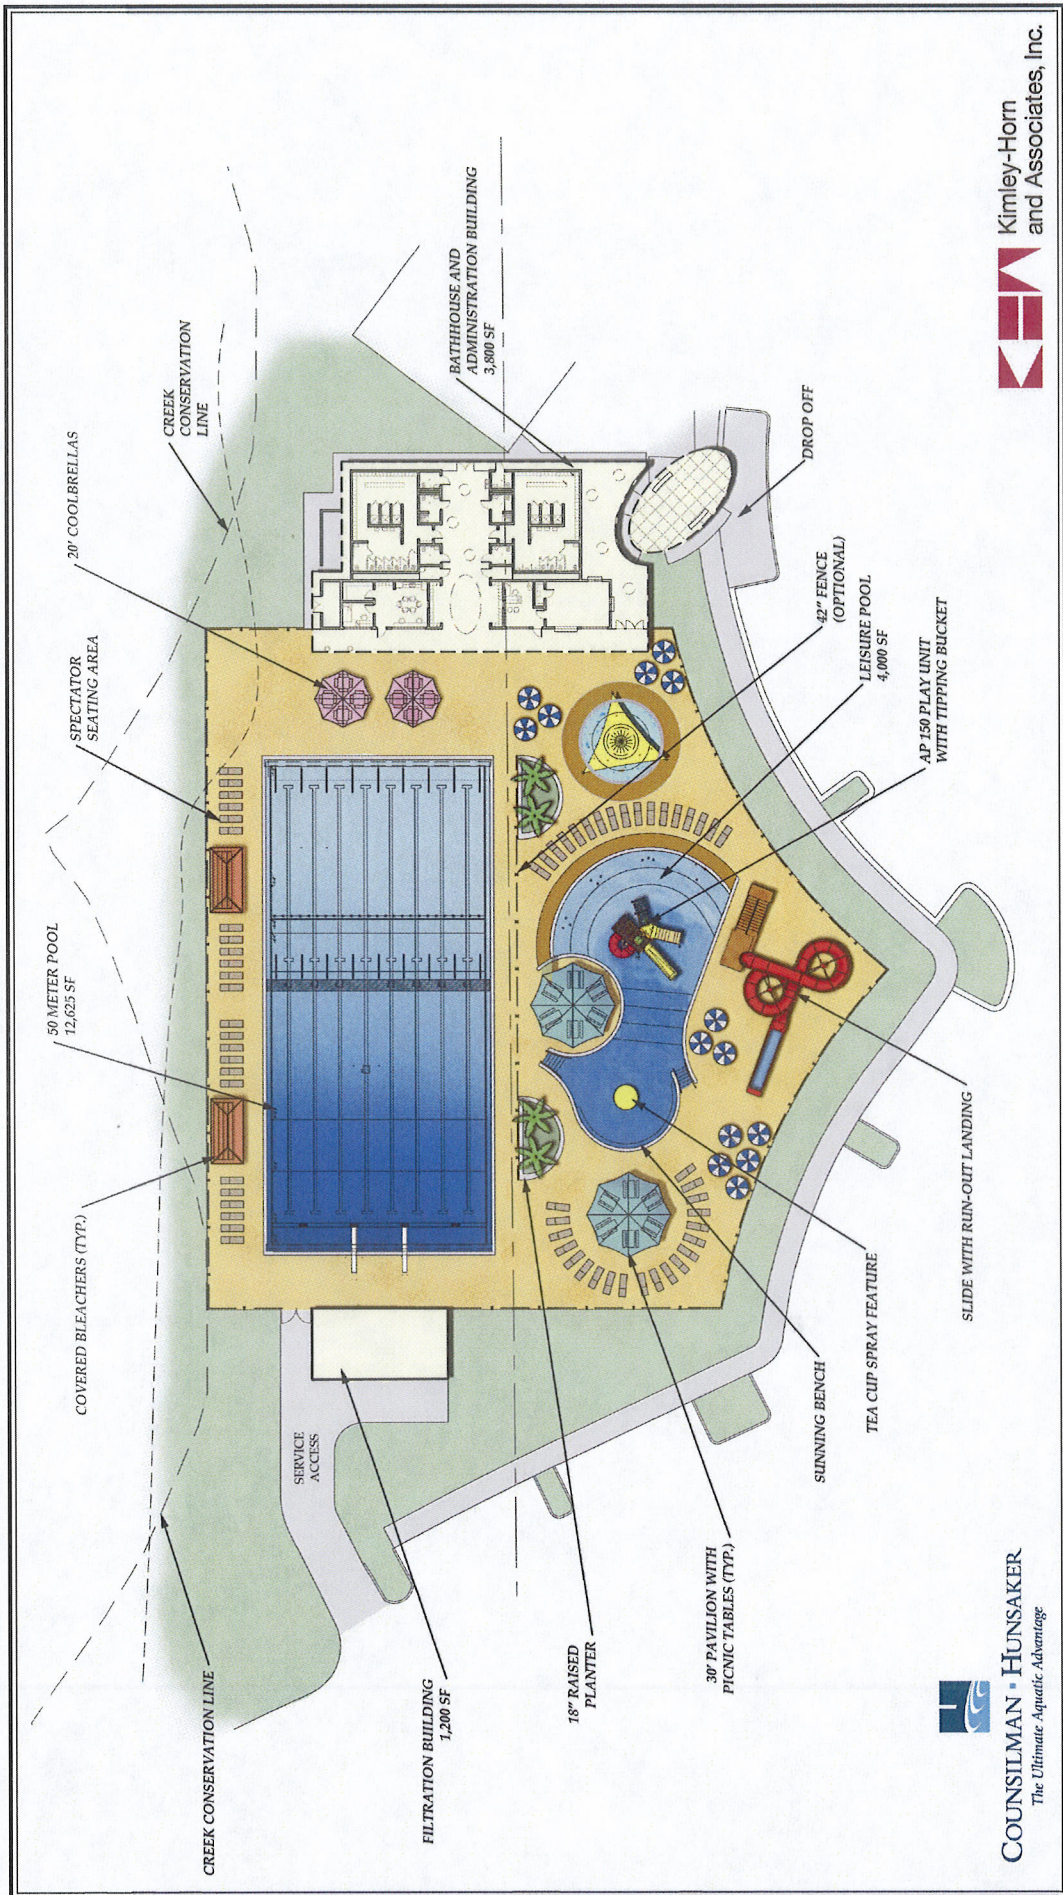 CREEK CONSERVATION LINE
COVERED BLEACHERS (TYP.)
50 METER POOL
12,625 SF
SPECTATOR
SEATING AREA
20' COOLBRELLAS
CREEK
CONSERVATION
LINE
BATHHOUSE AND
ADMINISTRATION BUILDING
3,800 SF
SERVICE
ACCESS
FILTRATION BUILDING
1,200 SF
18" RAISED
PLANTER
30' PAVILION WITH
PICNIC TABLES (TYP.)
SUNNING BENCH
TEA CUP SPRAY FEATURE
SLIDE WITH RUN-OUT LANDING
AP 150 PLAY UNIT
WITH TIPPING BUCKET
LEISURE POOL
4,000 SF
42" FENCE
(OPTIONAL)
DROP OFF
COUNSILMAN · HUNSAKER
The Ultimate Aquatic Advantage
Kimley-Horn
and Associates, Inc.